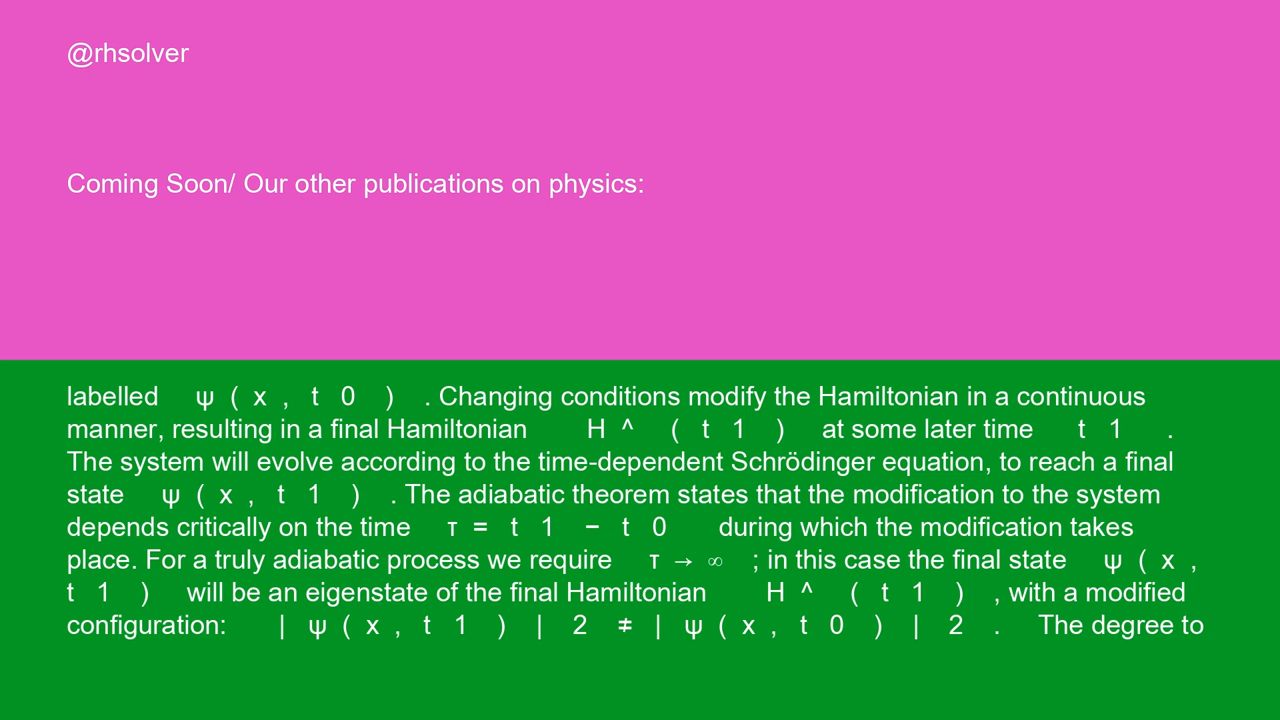 @rhsolver
Coming Soon/ Our other publications on physics:
labelled ψ ( x , t 0 ) . Changing conditions modify the Hamiltonian in a continuous
manner, resulting in a final Hamiltonian H ^ ( t 1 ) at some later time t 1 .
The system will evolve according to the time-dependent Schrödinger equation, to reach a final
state ψ ( x , t 1 ) . The adiabatic theorem states that the modification to the system
depends critically on the time τ = t 1 − t 0 during which the modification takes
place. For a truly adiabatic process we require τ → ∞ ; in this case the final state ψ ( x ,
t 1 ) will be an eigenstate of the final Hamiltonian H ^ ( t 1 ) , with a modified
configuration: | ψ ( x , t 1 ) | 2 ≠ | ψ ( x , t 0 ) | 2 . The degree to